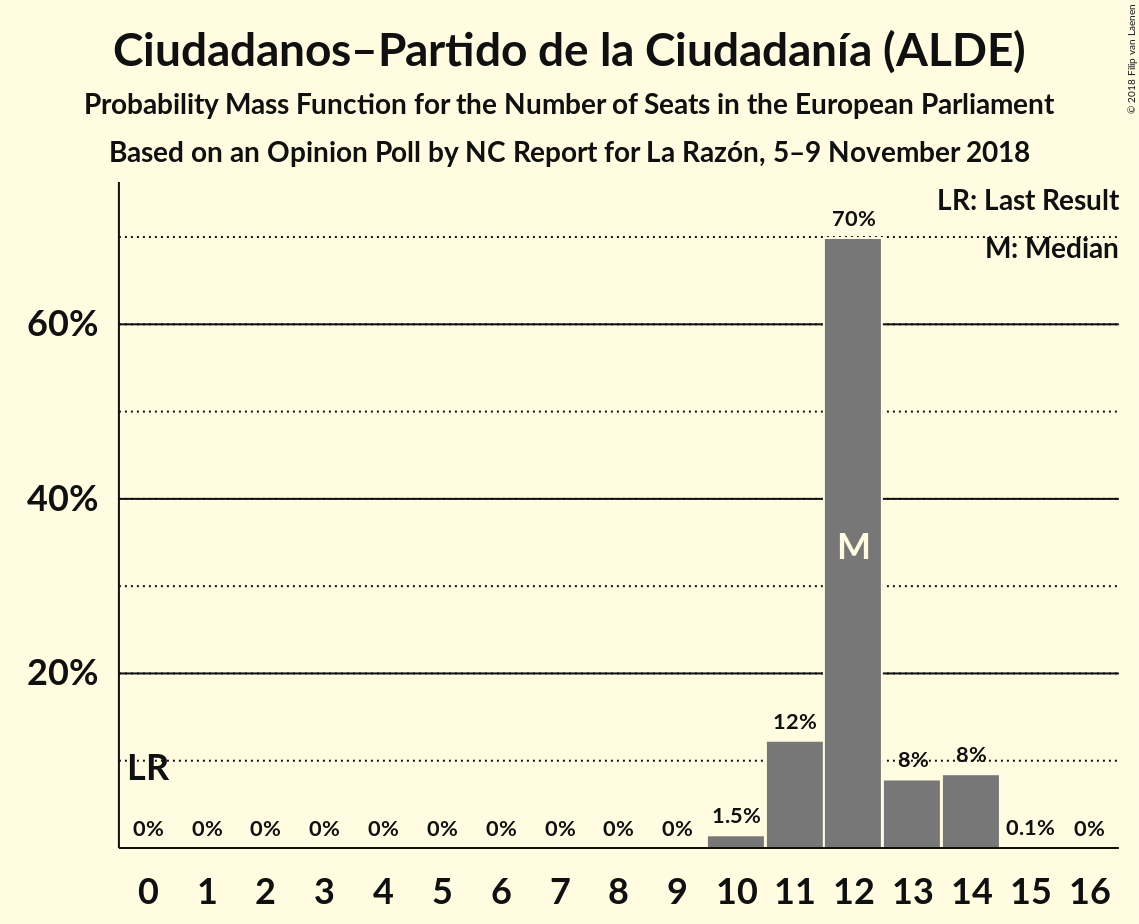 Ciudadanos–Partido de la Ciudadanía (ALDE)
Probability Mass Function for the Number of Seats in the European Parliament
Based on an Opinion Poll by NC Report for La Razón, 5–9 November 2018
© 2018 Filip van Laenen
LR: Last Result
M: Median
70%
60%
40%
M
20%
12%
LR
8%
8%
0% 0% 0% 0% 0% 0% 0% 0% 0% 0% 1.5% 0.1% 0%
0 1 2 3 4 5 6 7 8 9 10 11 12 13 14 15 16